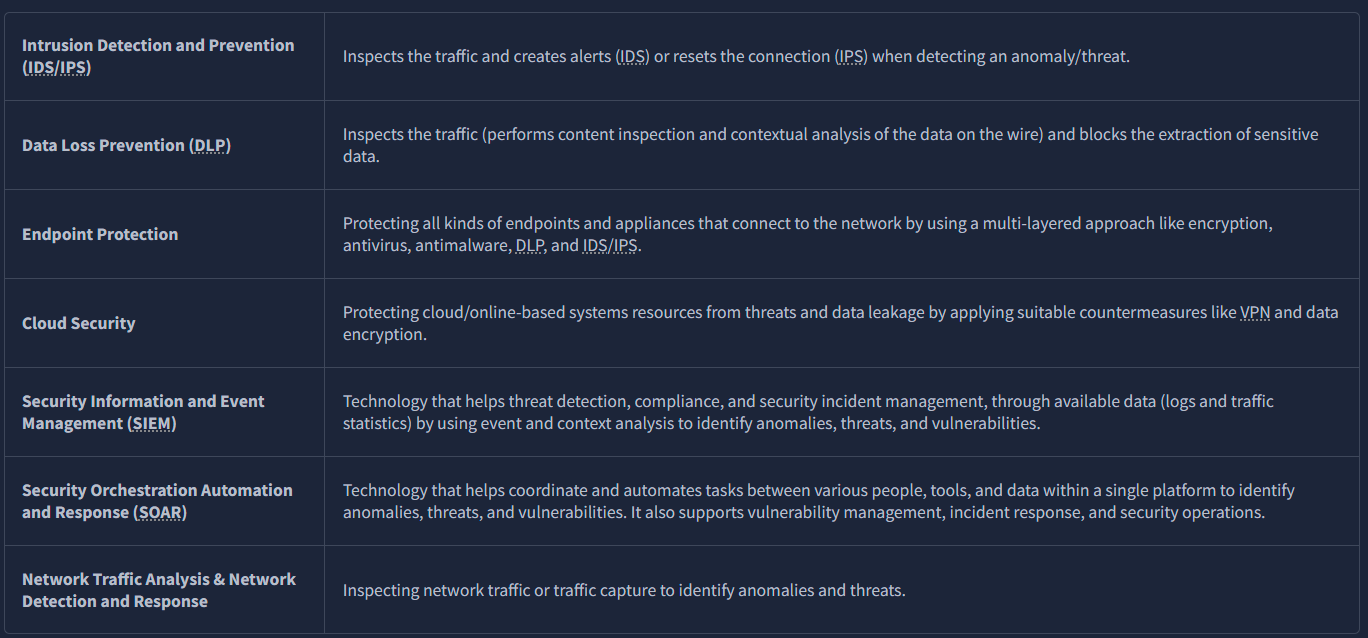 Intrusion Detection and Prevention
(IDS/IPS)
Inspects the traffic and creates alerts (IDS) or resets the connection (IPS) when detecting an anomaly/threat.
Data Loss Prevention (DLP)
Inspects the traffic (performs content inspection and contextual analysis of the data on the wire) and blocks the extraction of sensitive
data.
Endpoint Protection
Protecting all kinds of endpoints and appliances that connect to the network by using a multi-layered approach like encryption,
antivirus, antimalware, DLP, and IDS/IPS.
Cloud Security
Protecting cloud/online-based systems resources from threats and data leakage by applying suitable countermeasures like VPN and data
encryption.
Security Information and Event
Management (SIEM)
Technology that helps threat detection, compliance, and security incident management, through available data (logs and traffic
statistics) by using event and context analysis to identify anomalies, threats, and vulnerabilities.
Security Orchestration Automation
and Response (SOAR)
Technology that helps coordinate and automates tasks between various people, tools, and data within a single platform to identify
anomalies, threats, and vulnerabilities. It also supports vulnerability management, incident response, and security operations.
Network Traffic Analysis & Network
Detection and Response
Inspecting network traffic or traffic capture to identify anomalies and threats.